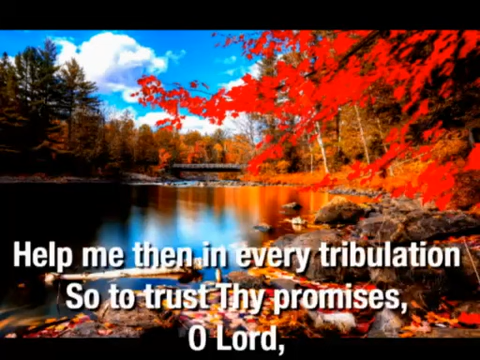 Help me then in every tribulation
So to trust Thy promises,
O Lord,